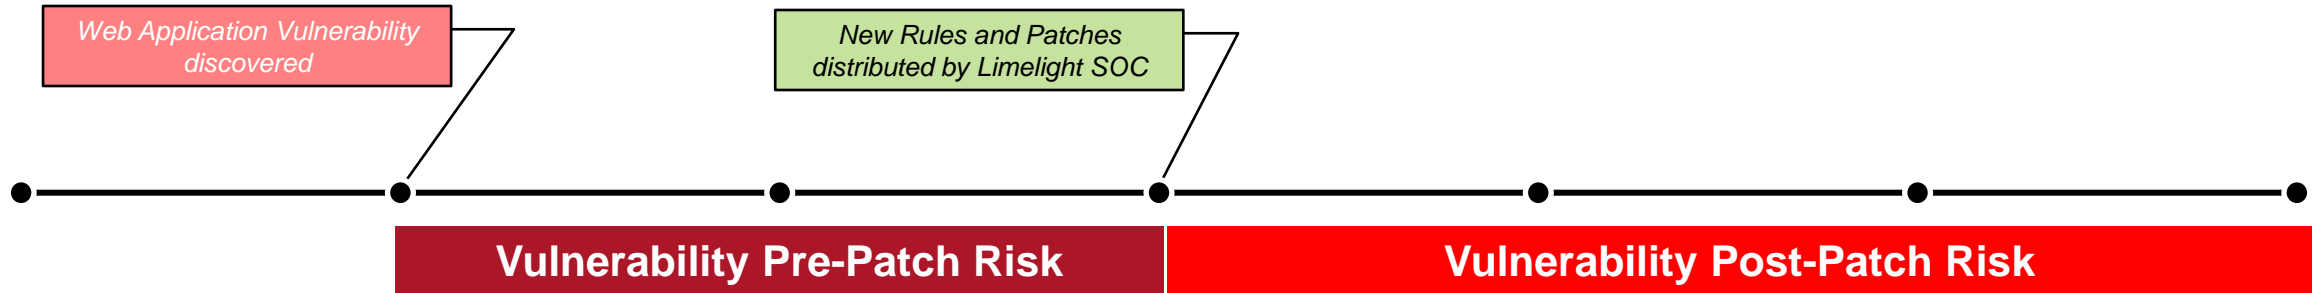 Web Application Vulnerability
discovered
New Rules and Patches
distributed by Limelight SOC
Vulnerability Pre-Patch Risk
Vulnerability Post-Patch Risk